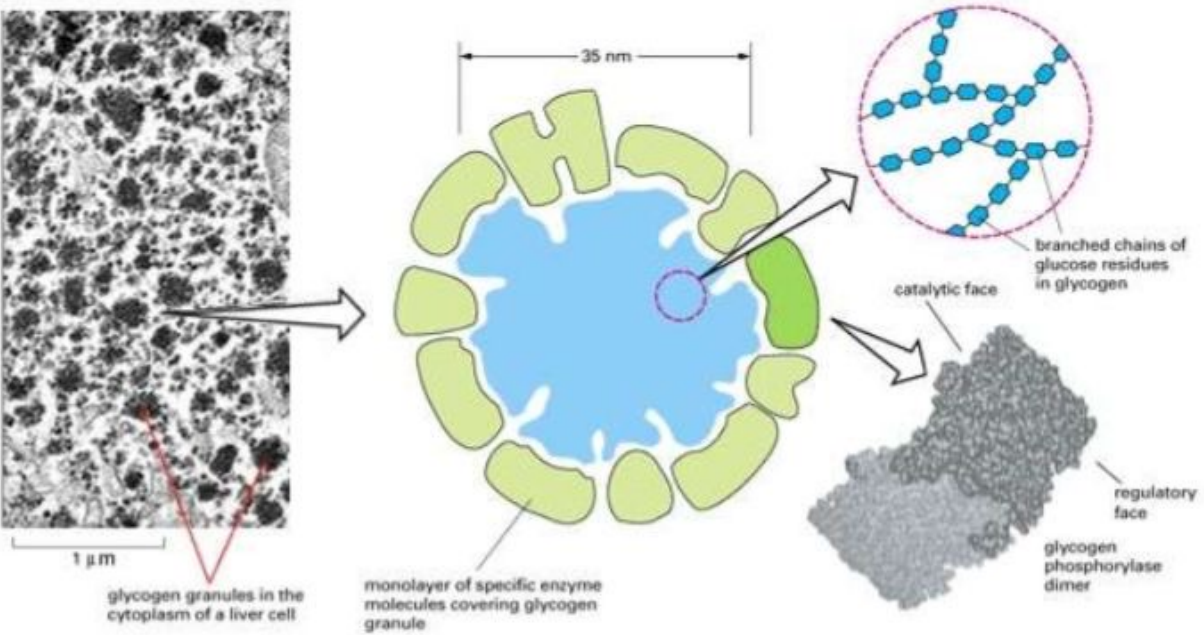 35 nm
branched chains of
glucose residues
in glycogen
catalytic face
regulatory
face
glycogen
phosphorylase
dimer
1 μm
glycogen granules in the
cytoplasm of a liver cell
monolayer of specific enzyme
molecules covering glycogen
granule